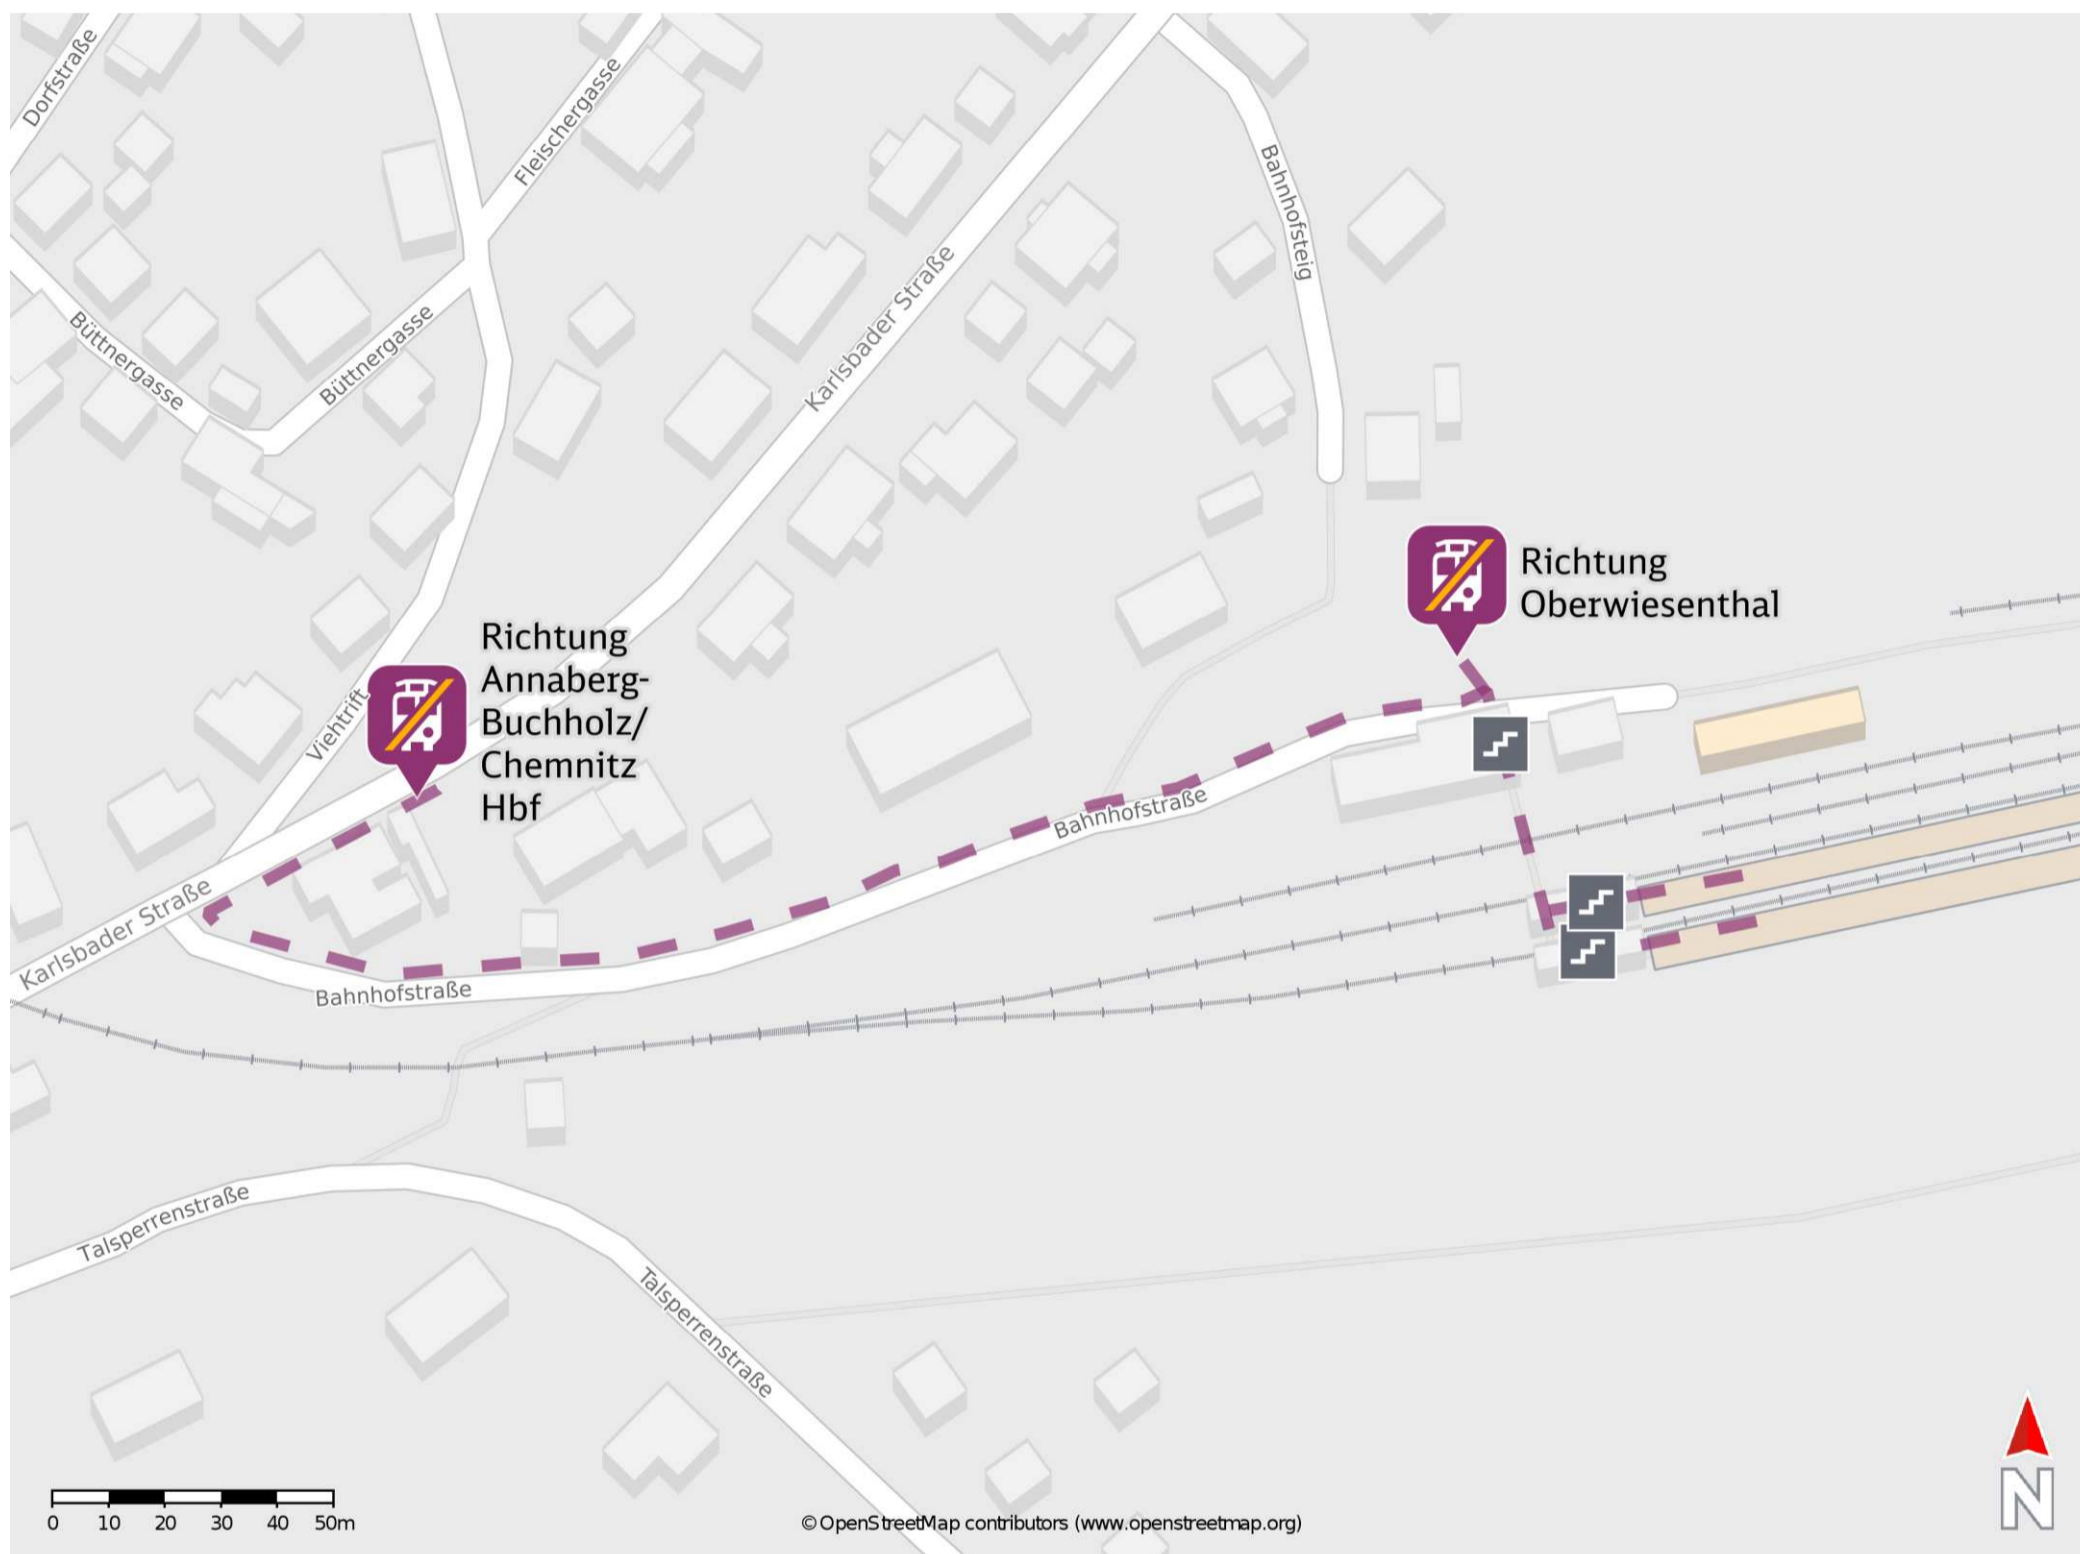 Dorfstraße
Fleischergasse
Bahnhofsteig
Büttnergasse
Büttnergasse
Karlsbader Straße
Richtung
Oberwiesenthal
Richtung
Annaberg-
Buchholz/
Chemnitz
Hbf
Viehtrift
Bahnhofstraße
Karlsbader Straße
Bahnhofstraße
Talsperrenstraße
Talsperrenstraße
N
0 10 20 30 40 50m
© OpenStreetMap contributors (www.openstreetmap.org)